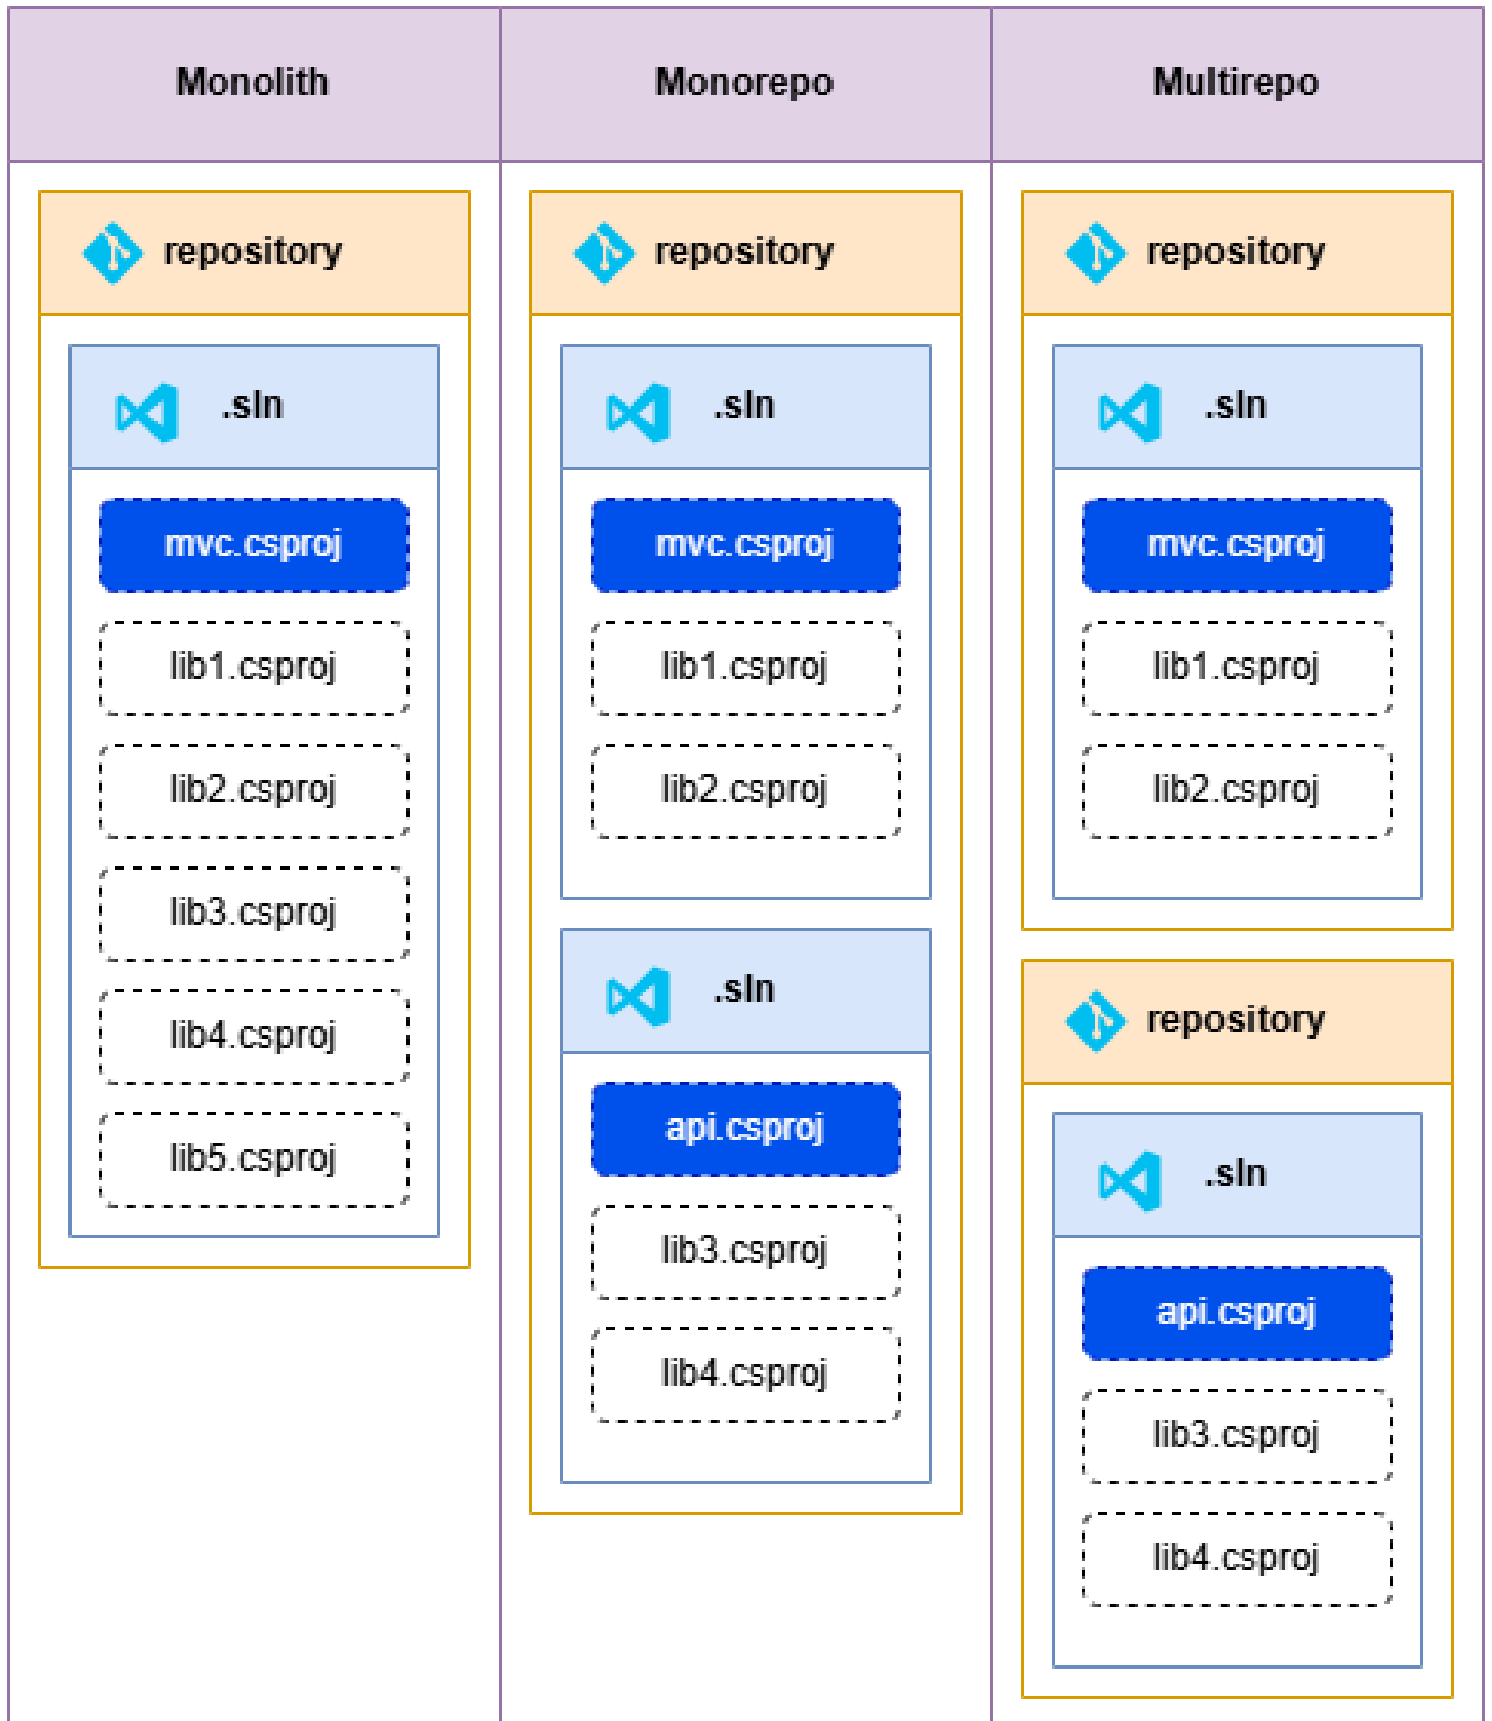 Monolith
repository
.sln
mvc.csproj
lib1.csproj
lib2.csproj
lib3.csproj
lib4.csproj
lib5.csproj
Monorepo
repository
.sln
mvc.csproj
lib1.csproj
lib2.csproj
.sln
api.csproj
lib3.csproj
lib4.csproj
Multirepo
repository
.sln
mvc.csproj
lib1.csproj
lib2.csproj
repository
.sln
api.csproj
lib3.csproj
lib4.csproj